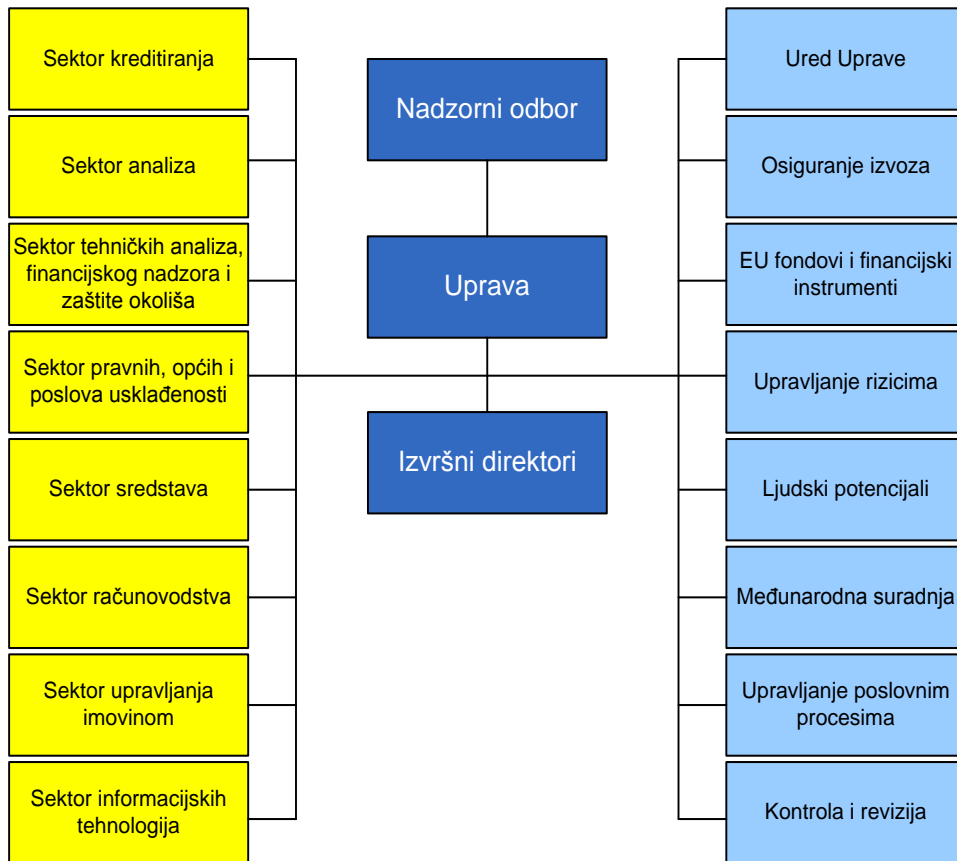 Sektor kreditiranja
Sektor analiza
Sektor tehničkih analiza,
financijskog nadzora i
zaštite okoliša
Sektor pravnih, općih i
poslova usklađenosti
Sektor sredstava
Sektor računovodstva
Sektor upravljanja
imovinom
Sektor informacijskih
tehnologija
Nadzorni odbor
Uprava
Izvršni direktori
Ured Uprave
Osiguranje izvoza
EU fondovi i financijski
instrumenti
Upravljanje rizicima
Ljudski potencijali
Međunarodna suradnja
Upravljanje poslovnim
procesima
Kontrola i revizija